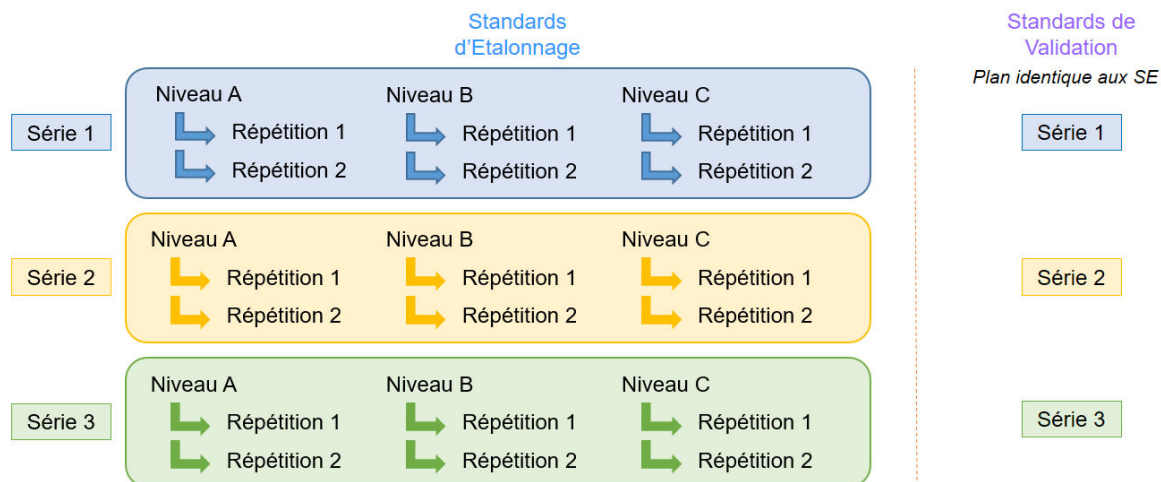 Standards
d'Etalonnage
Standards de
Validation
Plan identique aux SE
Série 1
Niveau A
Niveau B
Niveau C
Répétition 1
Répétition 1
Répétition 1
Répétition 2
Répétition 2
Répétition 2
Série 1
Série 2
Niveau A
Niveau B
Niveau C
Répétition 1
Répétition 1
Répétition 1
Répétition 2
Répétition 2
Répétition 2
Série 2
Série 3
Niveau A
Niveau B
Niveau C
Répétition 1
Répétition 1
Répétition 1
Répétition 2
Répétition 2
Répétition 2
Série 3